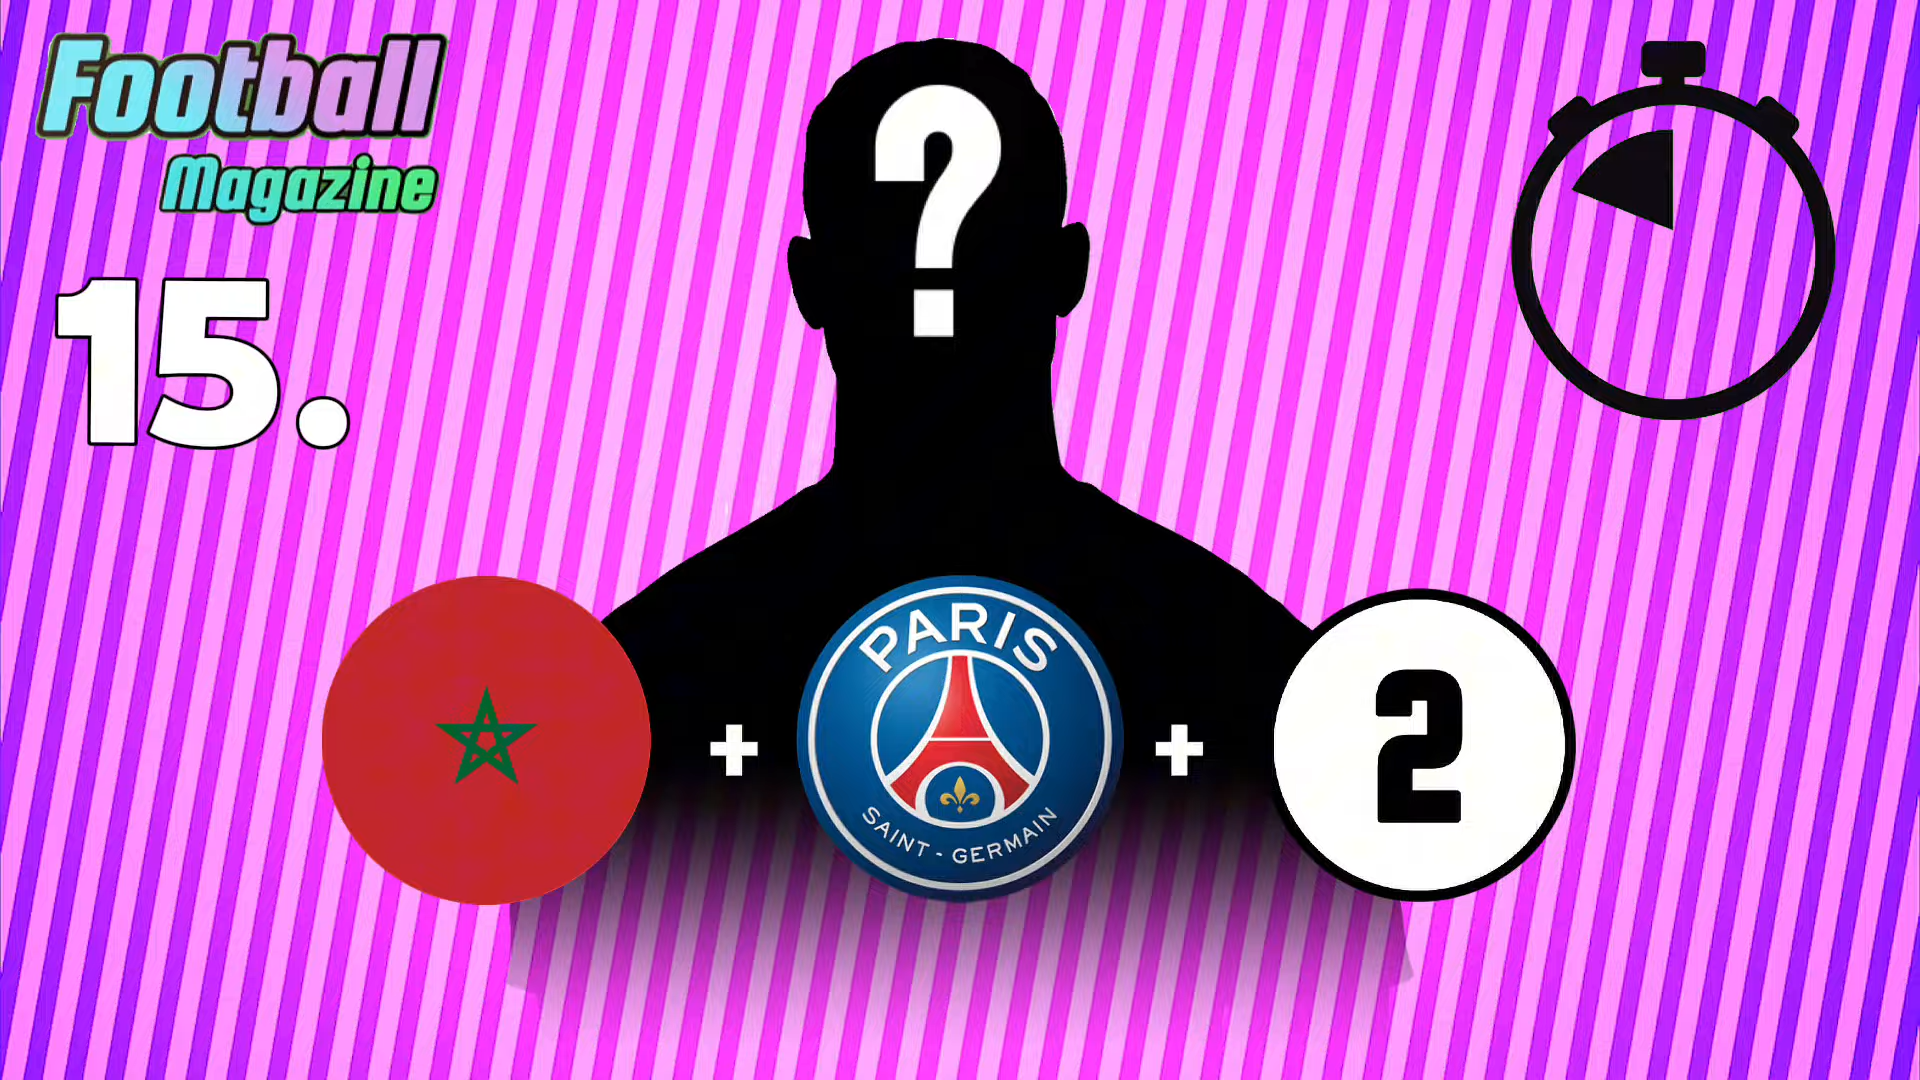 Football
Magazine
15.
?
PARIS
SAINT - GERMAIN
+
+
2